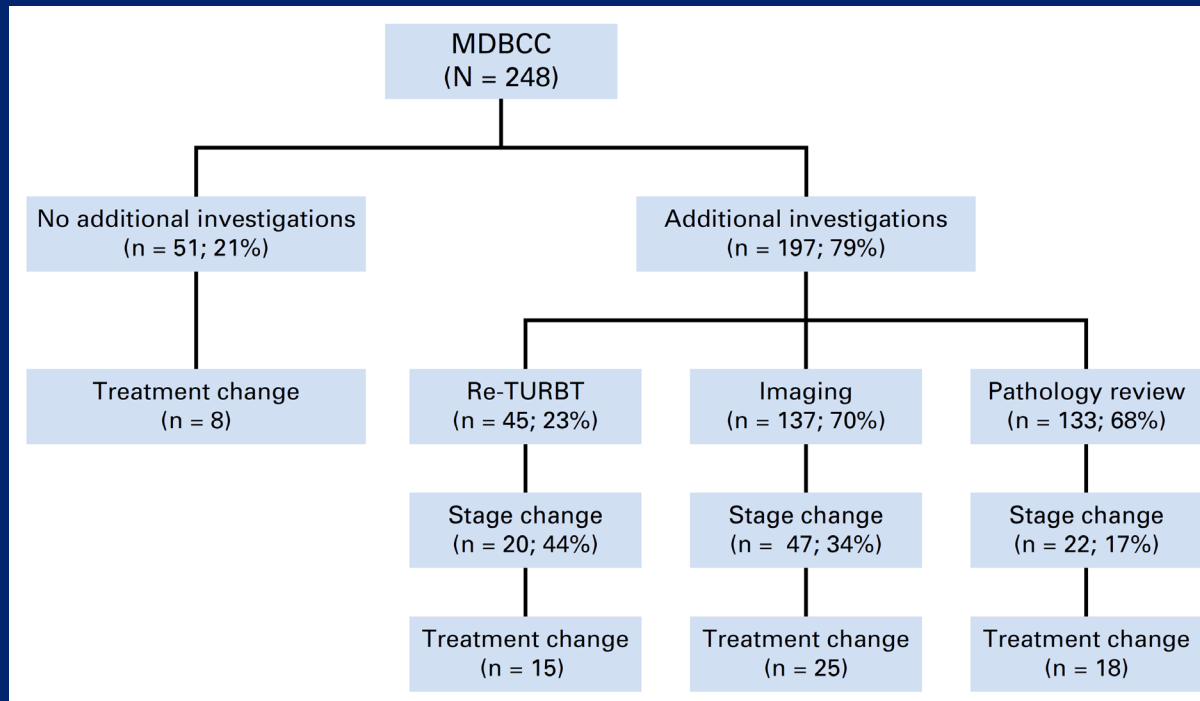 MDBCC
(N = 248)
No additional investigations
(n = 51; 21%)
Additional investigations
(n = 197; 79%)
Treatment change
(n = 8)
Re-TURBT
(n = 45; 23%)
Imaging
(n = 137; 70%)
Pathology review
(n = 133; 68%)
Stage change
(n = 20; 44%)
Stage change
(n =  47; 34%)
Stage change
(n = 22; 17%)
Treatment change
(n = 15)
Treatment change
(n = 25)
Treatment change
(n = 18)